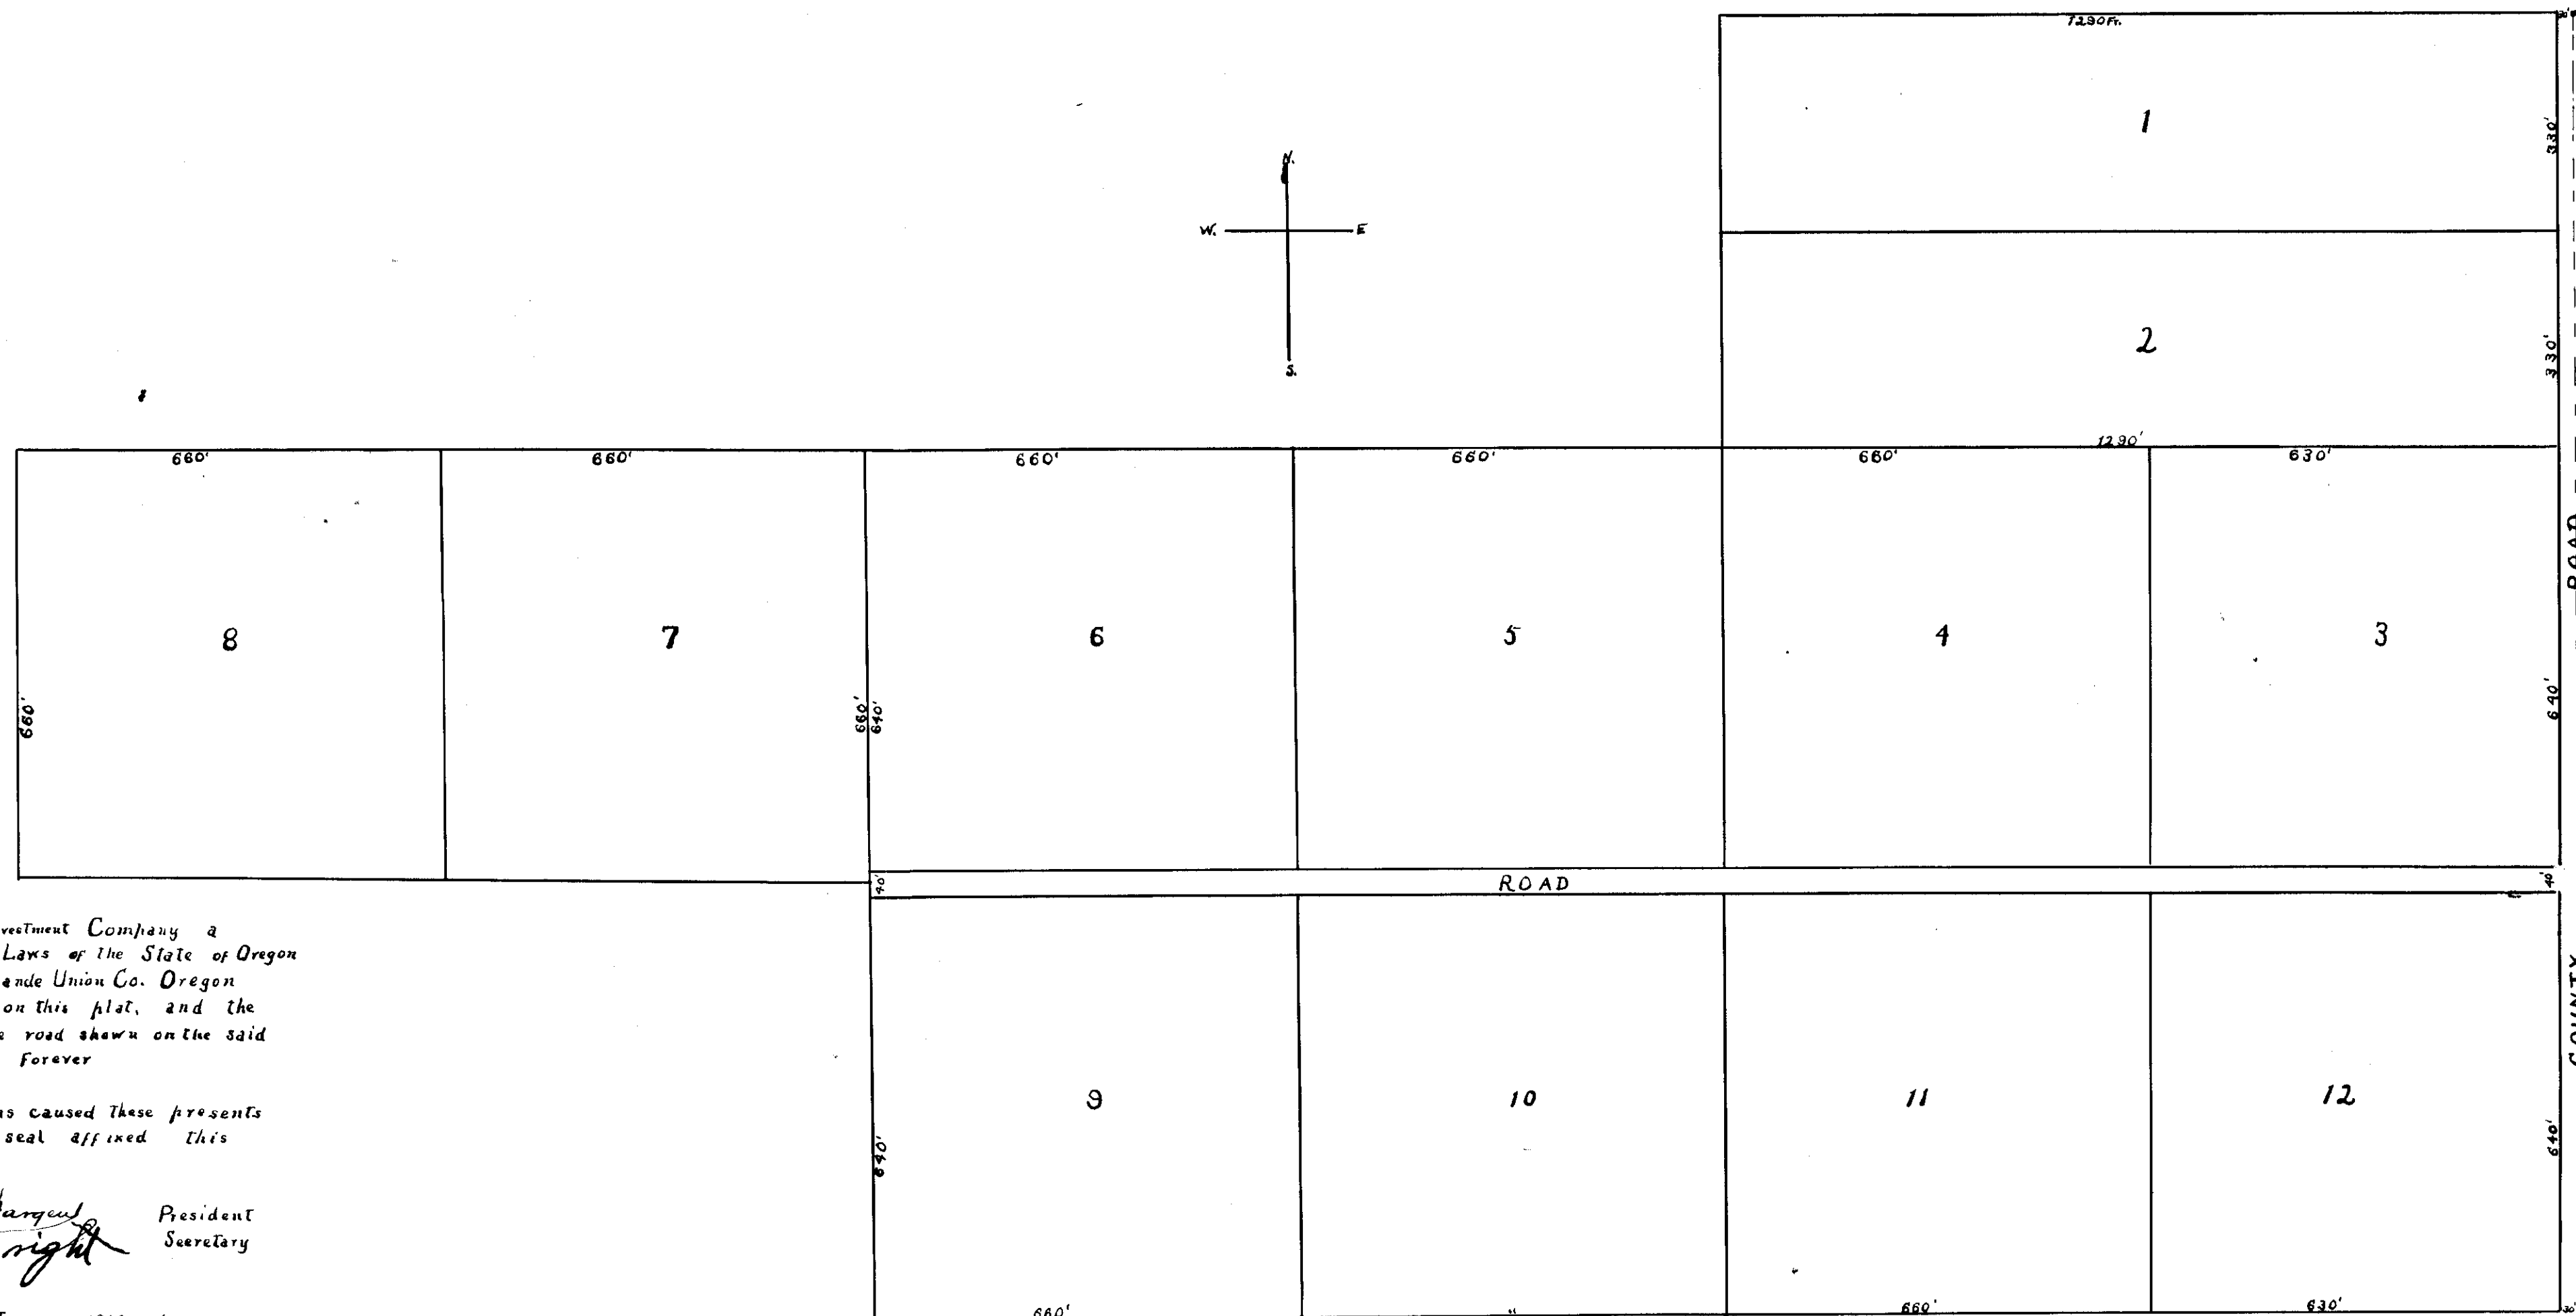 1290 Ft.
1
330'
N.
W.
E
S.
2
330'
1290'
660'
660'
660'
660'
660'
630'
8
7
6
5
4
3
660'
660'
640'
640'
ROAD
40'
ROAD
40'
vestment Company a
Laws of the State of Oregon
ande Union Co. Oregon
on this plat, and the
e road shown on the said
Forever
9
10
11
12
COUNTY
as caused these presents
seal affixed this
640'
640'
President
right Secretary
660'
"
660'
630'
30'